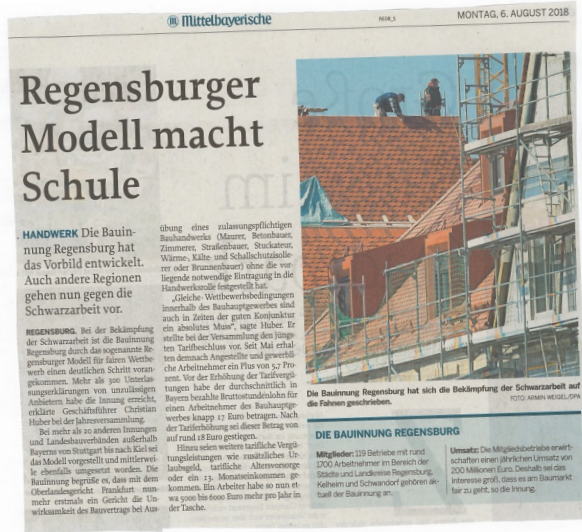 Mittelbayerische
REG8_S
MONTAG, 6. AUGUST 2018
Regensburger
Modell macht
Schule
HANDWERK Die Bauin-
nung Regensburg hat
das Vorbild entwickelt.
Auch andere Regionen
gehen nun gegen die
Schwarzarbeit vor.
REGENSBURG. Bei der Bekämpfung
der Schwarzarbeit ist die Bauinnung
Regensburg durch das sogenannte Re-
gensburger Modell für fairen Wettbe-
werb einen deutlichen Schritt voran-
gekommen. Mehr als 300 Unterlas-
sungserklärungen von unzulässigen
Anbietern habe die Innung erreicht,
erklärte Geschäftsführer Christian
Huber bei der Jahresversammlung.
Bei mehr als 20 anderen Innungen
und Landesbauverbänden außerhalb
Bayerns von Stuttgart bis nach Kiel sei
das Modell vorgestellt und mittlerwei-
le ebenfalls umgesetzt worden. Die
Bauinnung begrüße es, dass mit dem
Oberlandesgericht Frankfurt nun-
mehr erstmals ein Gericht die Un-
wirksamkeit des Bauvertrags bei Aus-
übung eines zulassungspflichtigen
Bauhandwerks (Maurer, Betonbauer,
Zimmerer, Straßenbauer, Stuckateur,
Wärme-, Kälte- und Schallschutzisolie-
rer oder Brunnenbauer) ohne die vor-
liegende notwendige Eintragung in die
Handwerksrolle festgestellt hat.
„Gleiche Wettbewerbsbedingungen
innerhalb des Bauhauptgewerbes sind
auch in Zeiten der guten Konjunktur
ein absolutes Muss“, sagte Huber. Er
stellte bei der Versammlung den jüngs-
ten Tarifbeschluss vor. Seit Mai erhal-
ten demnach Angestellte und gewerbli-
che Arbeitnehmer ein Plus von 5,7 Pro-
zent. Vor der Erhöhung der Tarifvergü-
tungen habe der durchschnittlich in
Bayern bezahlte Bruttostundenlohn für
einen Arbeitnehmer des Bauhauptge-
werbes knapp 17 Euro betragen. Nach
der Tariferhöhung sei dieser Betrag von
auf rund 18 Euro gestiegen.
Hinzu seien weitere tarifliche Vergü-
tungsleistungen wie zusätzliches Ur-
laubsgeld, tarifliche Altersvorsorge
oder ein 13. Monatseinkommen ge-
kommen. Ein Arbeiter habe so nun et-
wa 5000 bis 6000 Euro mehr pro Jahr in
der Tasche.
Die Bauinnung Regensburg hat sich die Bekämpfung der Schwarzarbeit auf
die Fahnen geschrieben.
FOTO: ARMIN WEIGEL/DPA
DIE BAUINNUNG REGENSBURG
Mitglieder: 119 Betriebe mit rund
1700 Arbeitnehmer im Bereich der
Städte und Landkreise Regensburg,
Kelheim und Schwandorf gehören ak-
tuell der Bauinnung an.
Umsatz: Die Mitgliedsbetriebe erwirt-
schaften einen jährlichen Umsatz von
200 Millionen Euro. Deshalb sei das
Interesse groß, dass es am Baumarkt
fair zu geht, so die Innung.